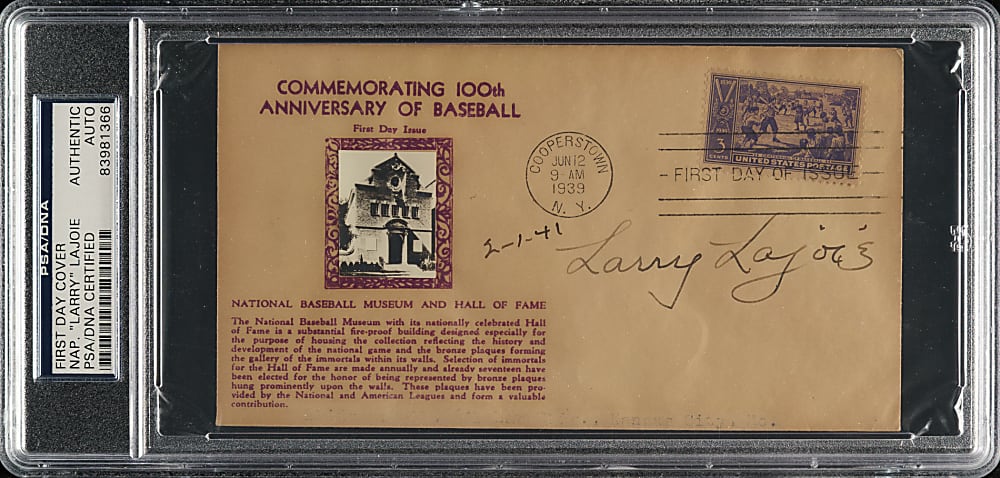 PSA/DNA
FIRST DAY COVER
NAP. "LARRY" LAJOIE
PSA/DNA CERTIFIED
AUTHENTIC
AUTO
83981366
COMMEMORATING 100th
ANNIVERSARY OF BASEBALL
First Day Issue
NATIONAL BASEBALL MUSEUM AND HALL OF FAME
The National Baseball Museum with its nationally celebrated Hall
of Fame is a substantial fire-proof building designed especially for
the purpose of housing the collection reflecting the history and
development of the national game and the bronze plaques forming
the gallery of the immortals within its walls. Selection of immortals
for the Hall of Fame are made annually and already seventeen have
been elected for the honor of being represented by bronze plaques
hung prominently upon the walls. These plaques have been pro-
vided by the National and American Leagues and form a valuable
contribution.
COOPERSTOWN
JUN 12
9 - AM
1939
N. Y.
3
CENTS
UNITED STATES POSTAGE
FIRST DAY OF ISSUE
2-1-41
Larry Lajoie
Kansas City, Mo.